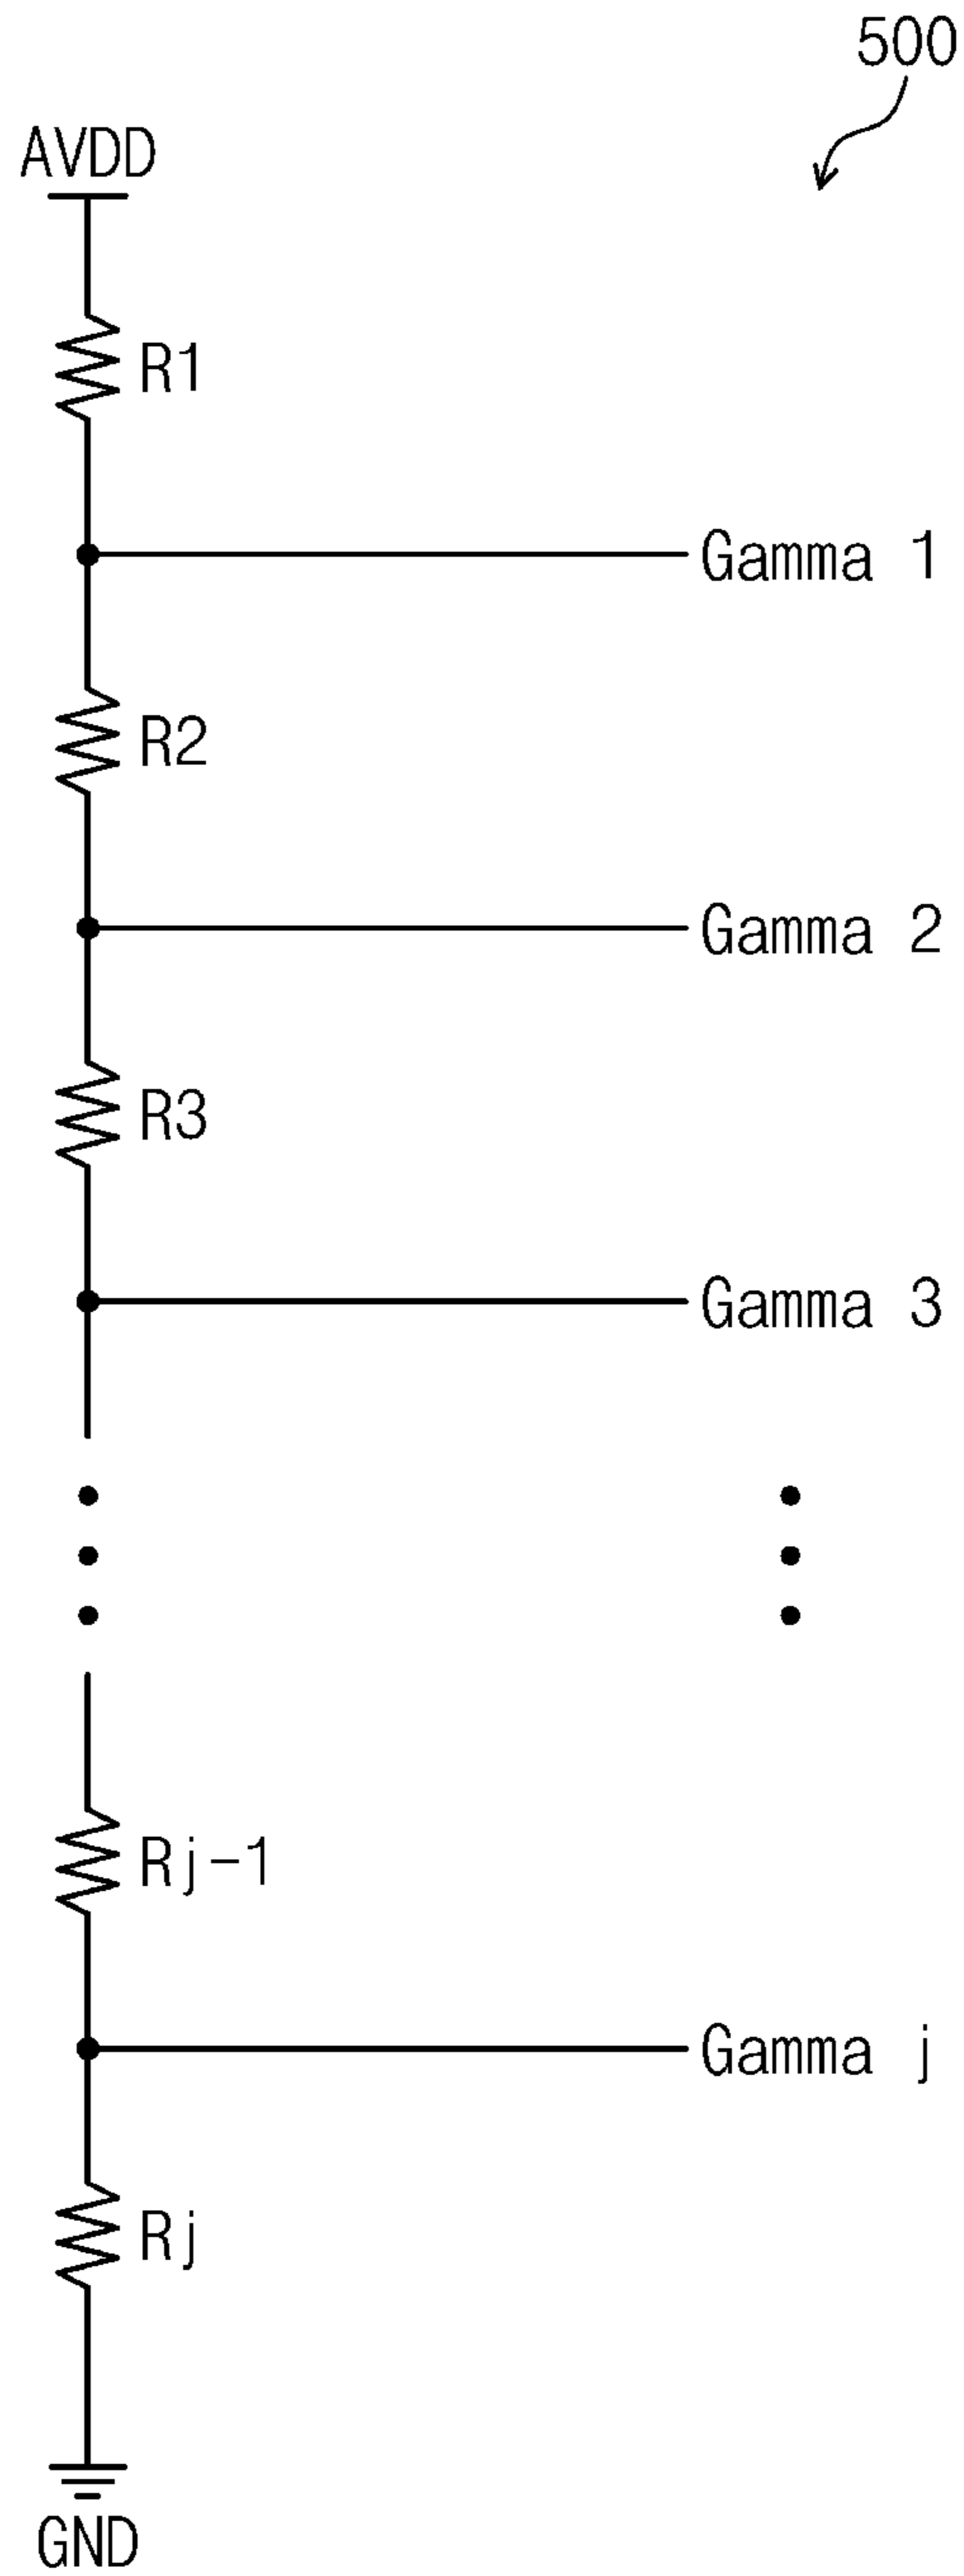 500
AVDD
R1
Gamma 1
R2
Gamma 2
R3
Gamma 3
Rj-1
Gamma j
Rj
GND